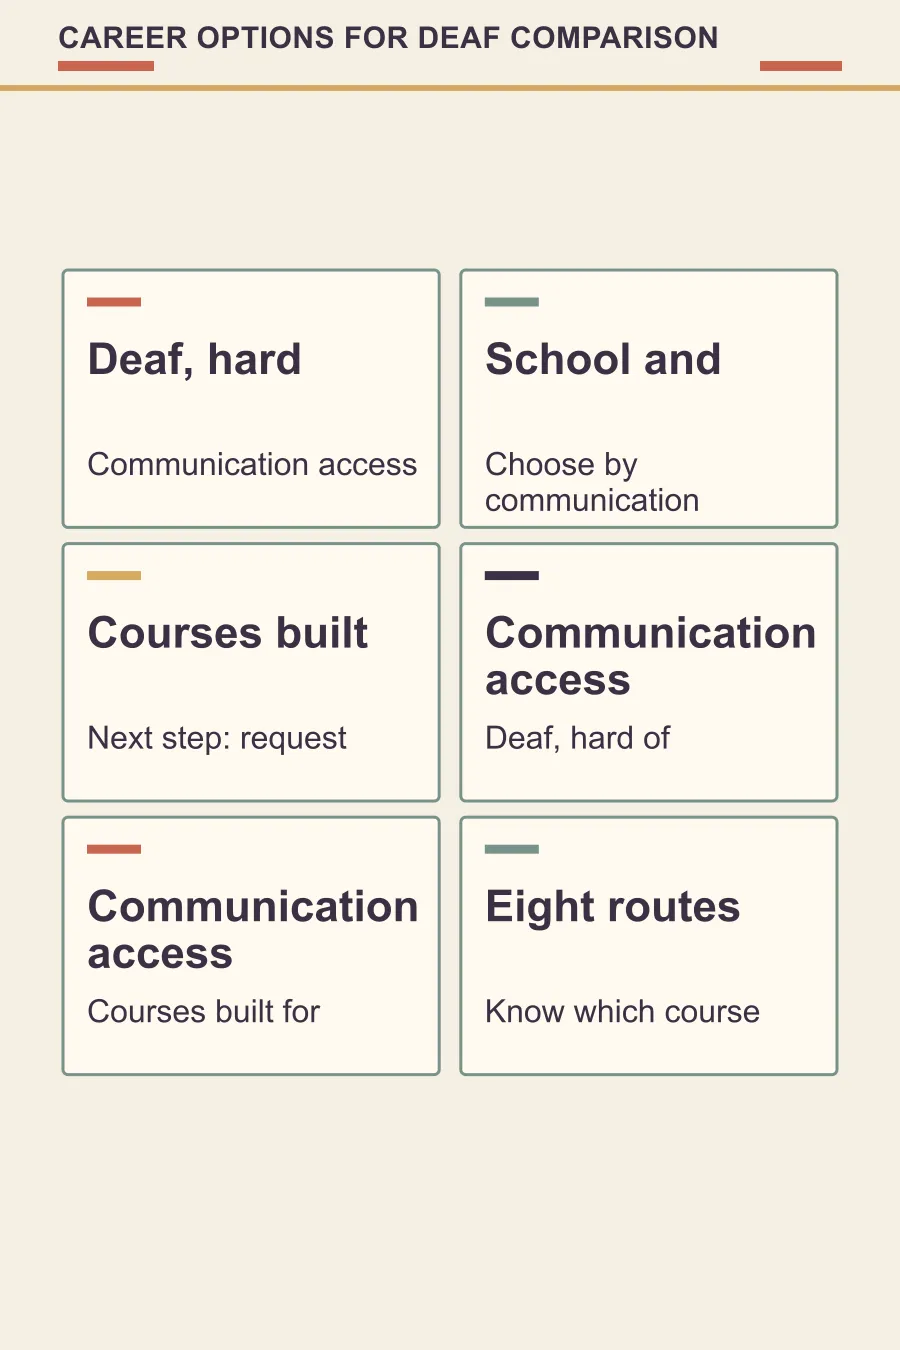 CAREER OPTIONS FOR DEAF COMPARISON
Deaf, hard
Communication access
School and
Choose by
communication
Courses built
Next step: request
Communication
access
Deaf, hard of
Communication
access
Courses built for
Eight routes
Know which course